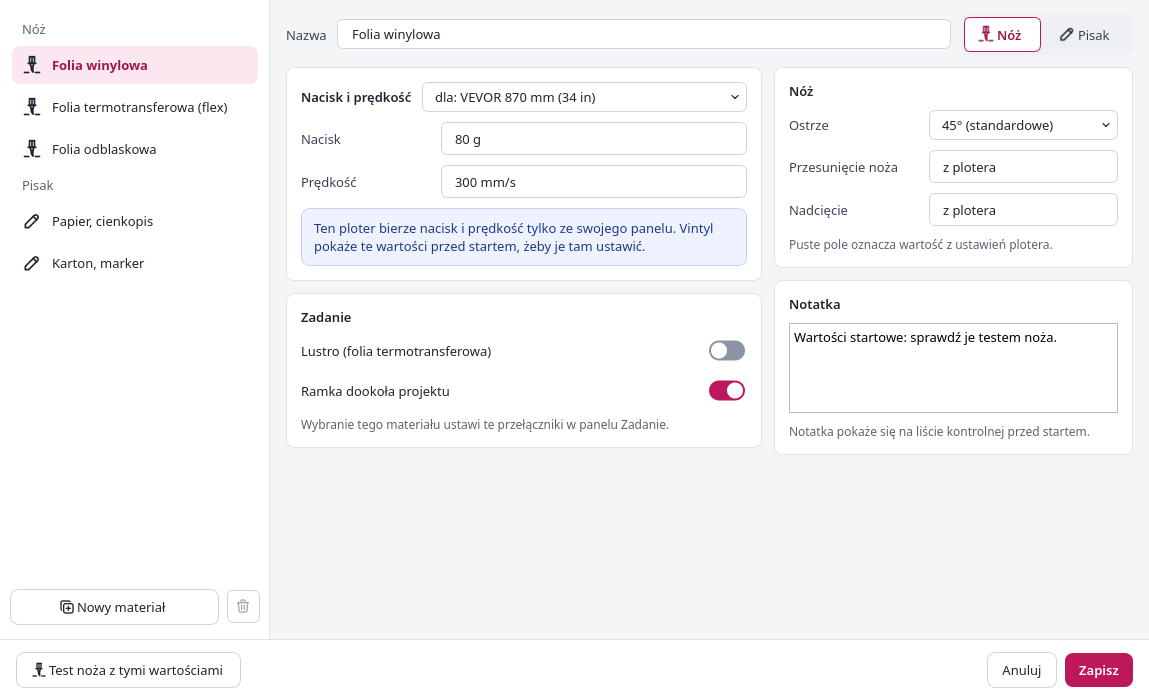 Nóż
Folia winylowa
Folia termotransferowa (flex)
Folia odblaskowa
Pisak
Papier, cienkopis
Karton, marker
Nowy materiał
Nazwa
Folia winylowa
Nóż
Pisak
Nacisk i prędkość
dla: VEVOR 870 mm (34 in)
Nacisk
80 g
Prędkość
300 mm/s
Ten ploter bierze nacisk i prędkość tylko ze swojego panelu. Vintyl
pokaże te wartości przed startem, żeby je tam ustawić.
Zadanie
Lustro (folia termotransferowa)
Ramka dookoła projektu
Wybranie tego materiału ustawi te przełączniki w panelu Zadanie.
Nóż
Ostrze
45° (standardowe)
Przesunięcie noża
z plotera
Nadcięcie
z plotera
Puste pole oznacza wartość z ustawień plotera.
Notatka
Wartości startowe: sprawdź je testem noża.
Notatka pokaże się na liście kontrolnej przed startem.
Test noża z tymi wartościami
Anuluj
Zapisz